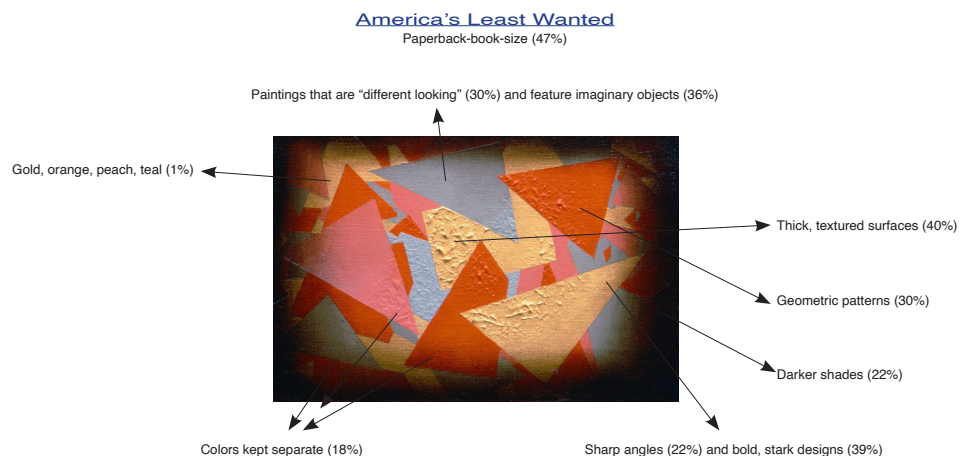 America's Least Wanted
Paperback-book-size (47%)
Paintings that are “different looking” (30%) and feature imaginary objects (36%)
Gold, orange, peach, teal (1%)
Thick, textured surfaces (40%)
Geometric patterns (30%)
Darker shades (22%)
Colors kept separate (18%)
Sharp angles (22%) and bold, stark designs (39%)